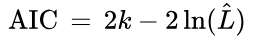 AIC = 2k − 2 ln(L̂)